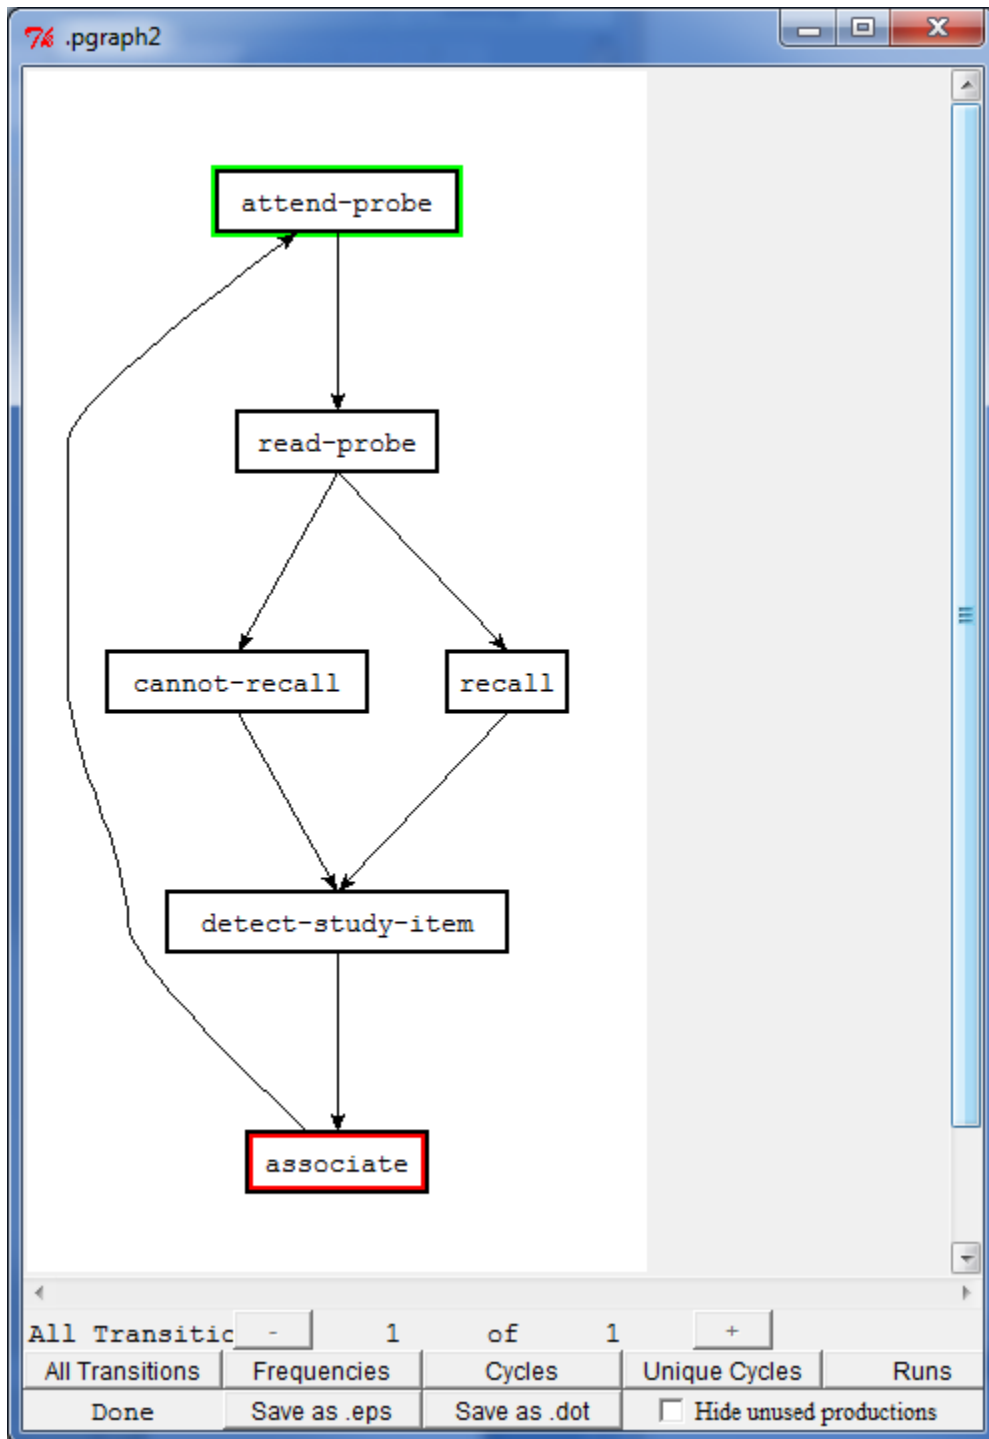 .pgraph2
attend-probe
read-probe
cannot-recall recall
detect-study-item
associate
All Transitic - 1 of 1 +
All Transitions Frequencies Cycles Unique Cycles Runs
Done Save as .eps Save as .dot Hide unused productions